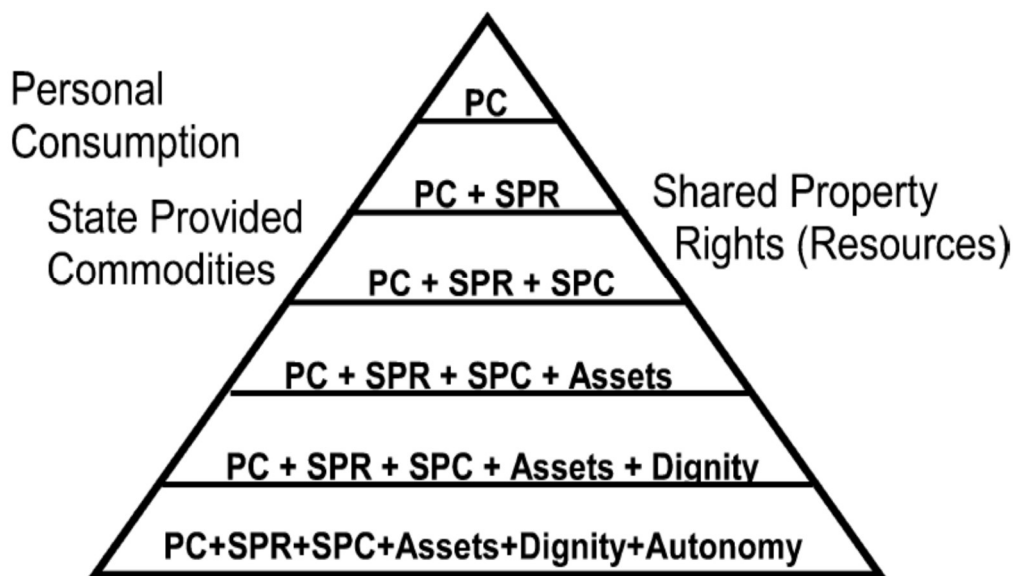 PC
Personal
Consumption
PC + SPR
Shared Property
Rights (Resources)
State Provided
Commodities
PC + SPR + SPC
PC + SPR + SPC + Assets
PC + SPR + SPC + Assets + Dignity
PC+SPR+SPC+Assets+Dignity+Autonomy